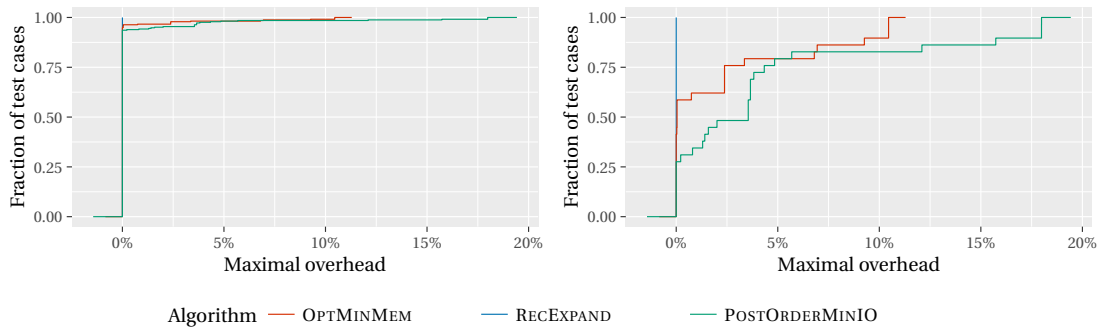 Fraction of test cases
1.00
0.75
0.50
0.25
0.00
0%
5%
10%
15%
20%
Maximal overhead
Fraction of test cases
1.00
0.75
0.50
0.25
0.00
0%
5%
10%
15%
20%
Maximal overhead
Algorithm
OPTMINMEM
RECEXPAND
POSTORDERMINIO